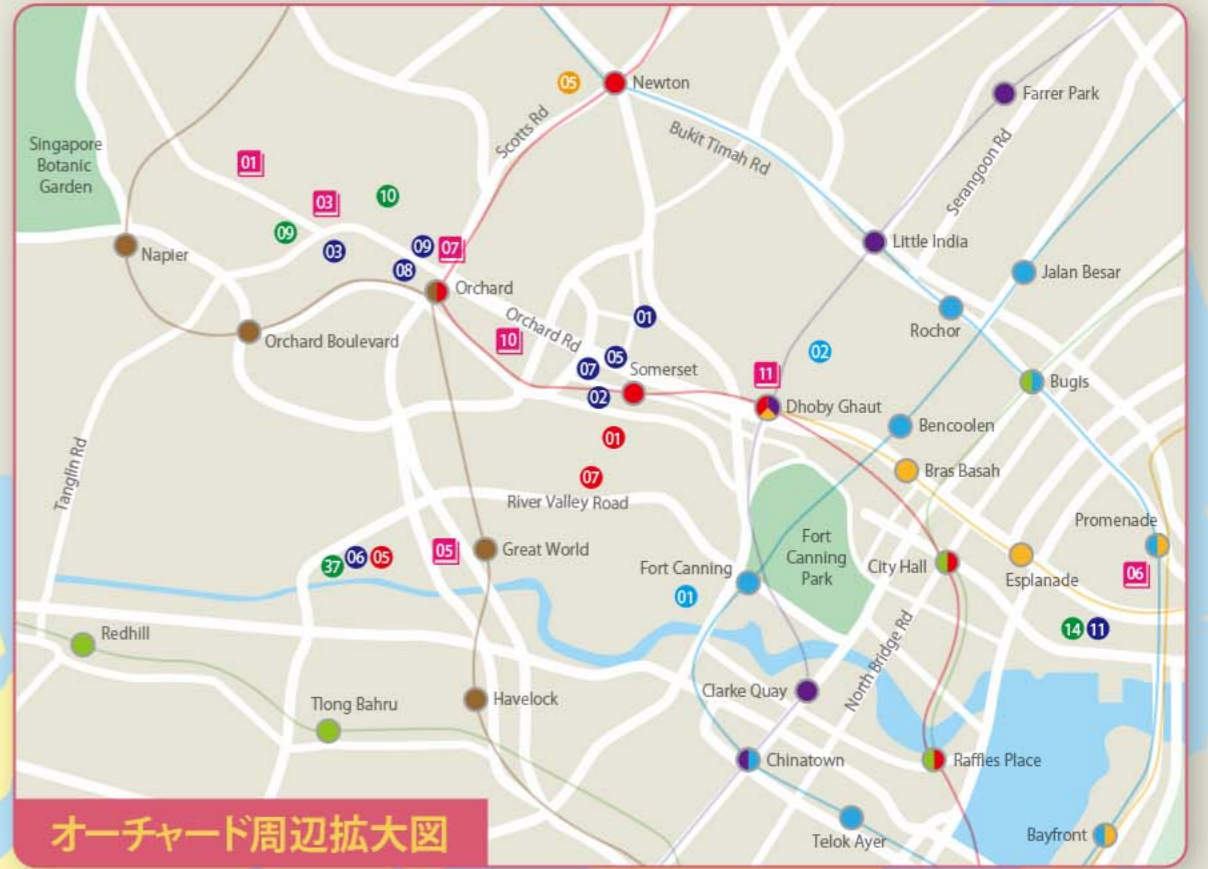 Newton
05
Farrer Park
Scotts Rd
Bukit Timah Rd
Serangoon Rd
Singapore
Botanic
Garden
01
03
10
09
03
09
07
08
Napier
Orchard
Orchard Boulevard
Orchard Rd
10
01
05
07
02
Somerset
Little India
Jalan Besar
Rochor
02
Bugis
11
Dhoby Ghaut
Bencoolen
Bras Basah
Tanglin Rd
01
07
River Valley Road
37
06
05
05
Great World
Fort Canning
01
Fort
Canning
Park
City Hall
Esplanade
Promenade
06
14
11
North Bridge Rd
Redhill
TIong Bahru
Havelock
Clarke Quay
Chinatown
Raffles Place
Telok Ayer
Bayfront
オーチャード周辺拡大図